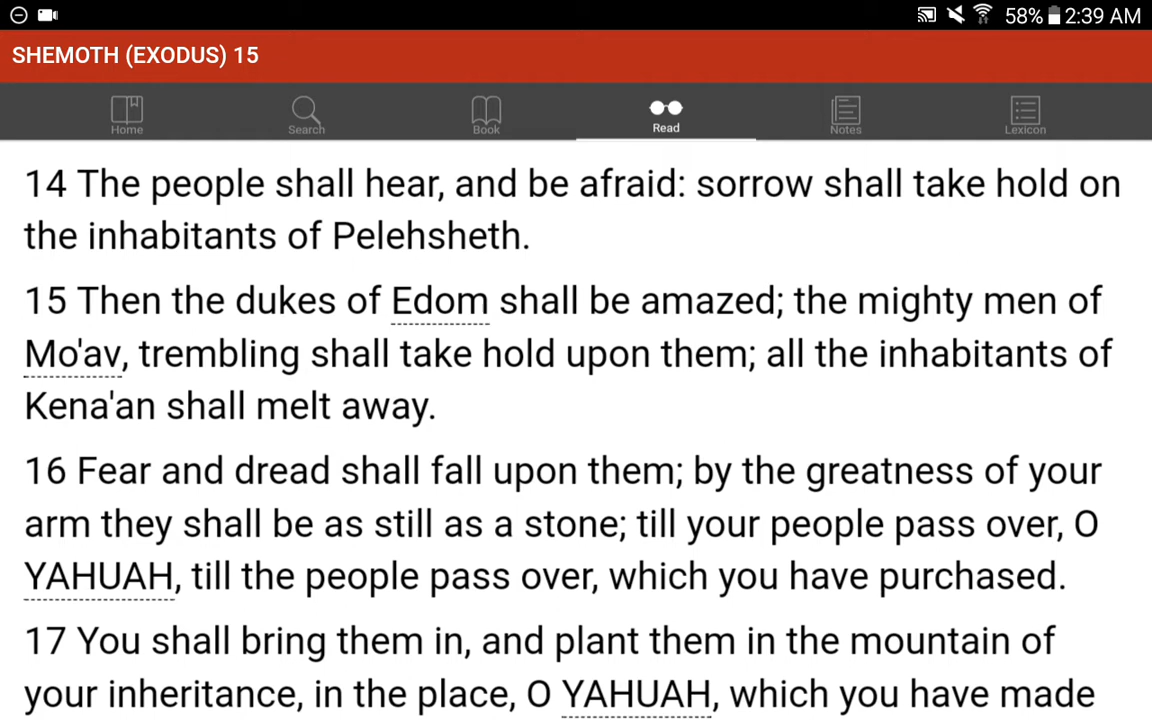 58% 2:39 AM
SHEMOTH (EXODUS) 15
Home Search Book Read Notes Lexicon
14 The people shall hear, and be afraid: sorrow shall take hold on
the inhabitants of Pelehsheth.
15 Then the dukes of Edom shall be amazed; the mighty men of
Mo'av, trembling shall take hold upon them; all the inhabitants of
Kena'an shall melt away.
16 Fear and dread shall fall upon them; by the greatness of your
arm they shall be as still as a stone; till your people pass over, O
YAHUAH, till the people pass over, which you have purchased.
17 You shall bring them in, and plant them in the mountain of
your inheritance, in the place, O YAHUAH, which you have made